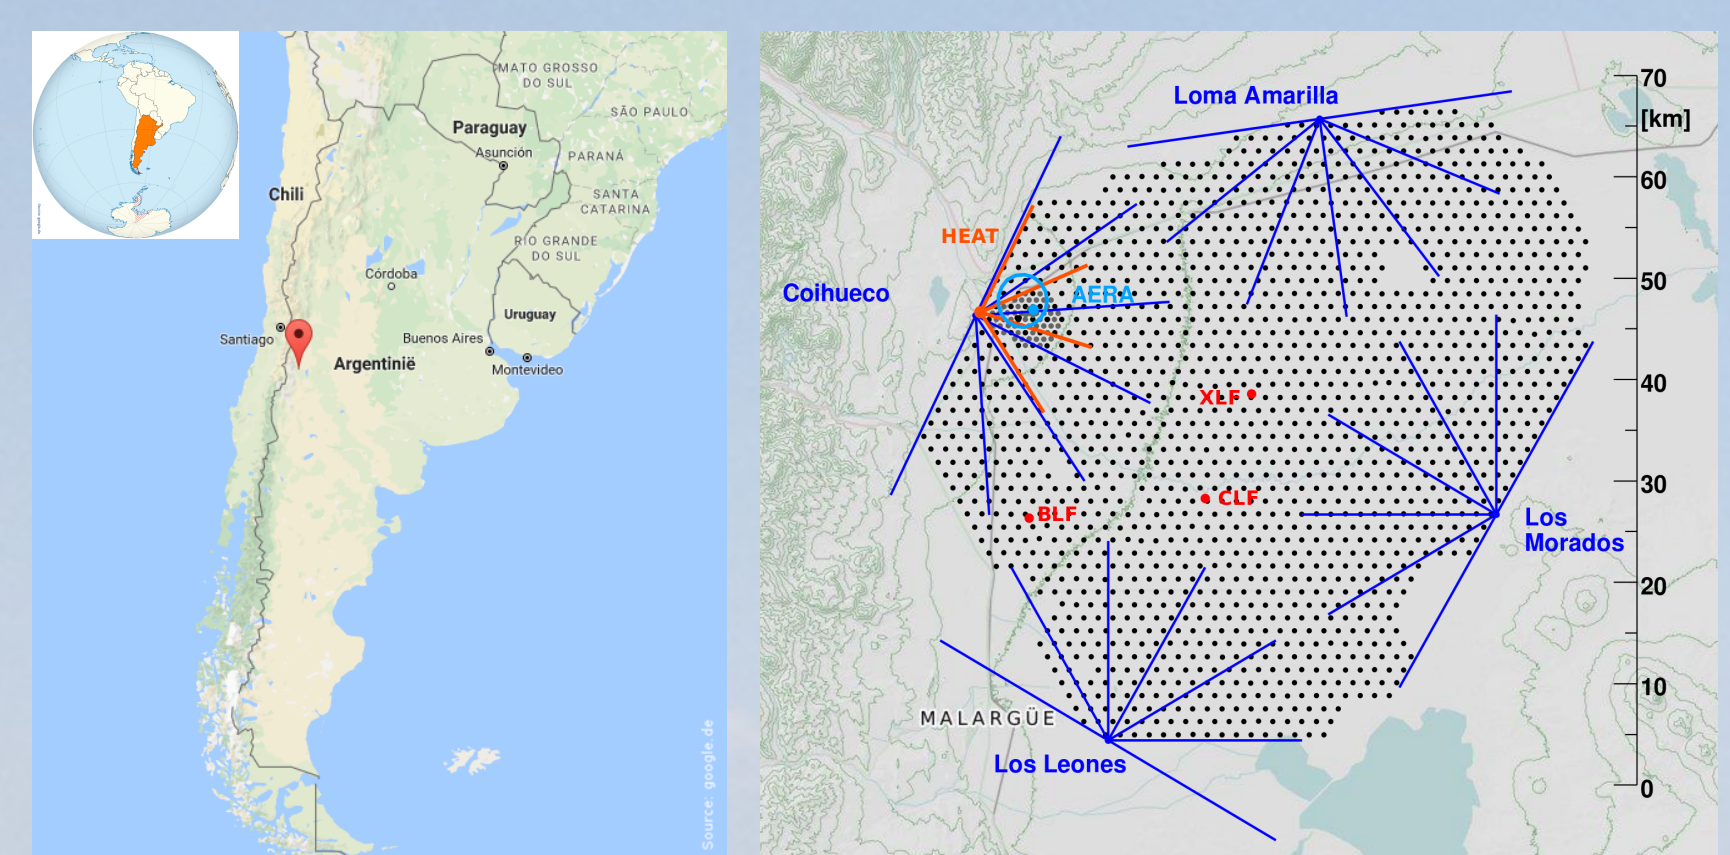 MATO GROSSO
DO SUL
SÃO PAULO
Paraguay
Asunción
PARANÁ
Chili
SANTA
CATARINA
RIO GRANDE
DO SUL
Córdoba
Uruguay
Santiago
Buenos Aires
Argentinië
Montevideo
Source: google.de
Loma Amarilla
70
[km]
60
HEAT
50
Coihueco
AERA
40
XLF
30
CLF
BLF
Los
Morados
20
10
MALARGÜE
Los Leones
0